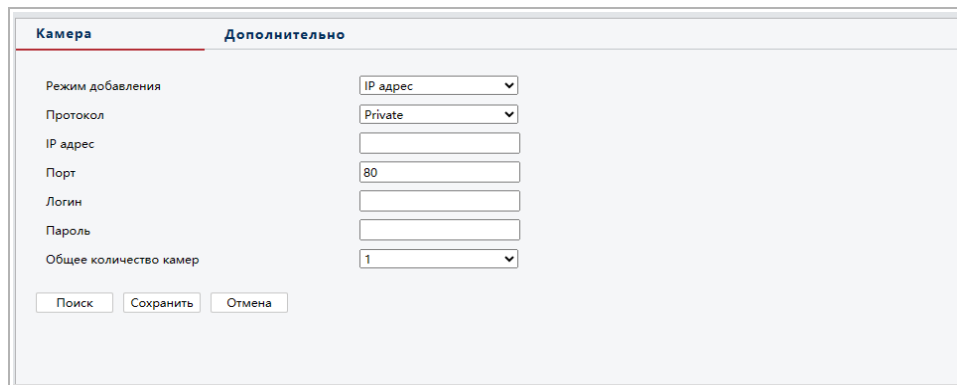 Камера Дополнительно
Режим добавления IP адрес
Протокол Private
IP адрес
Порт 80
Логин
Пароль
Общее количество камер 1
Поиск Сохранить Отмена